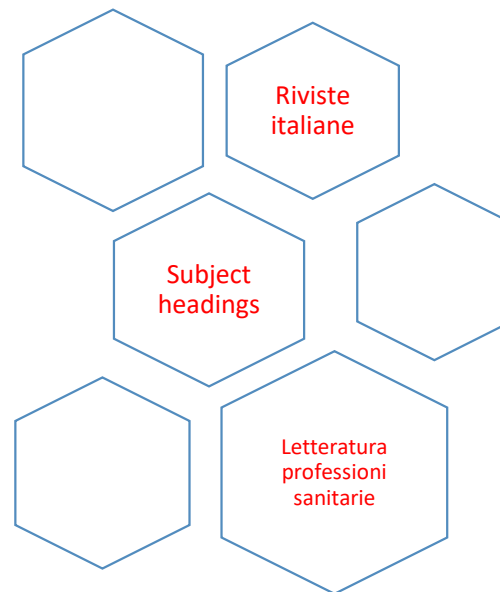 Riviste
italiane
Subject
headings
Letteratura
professioni
sanitarie